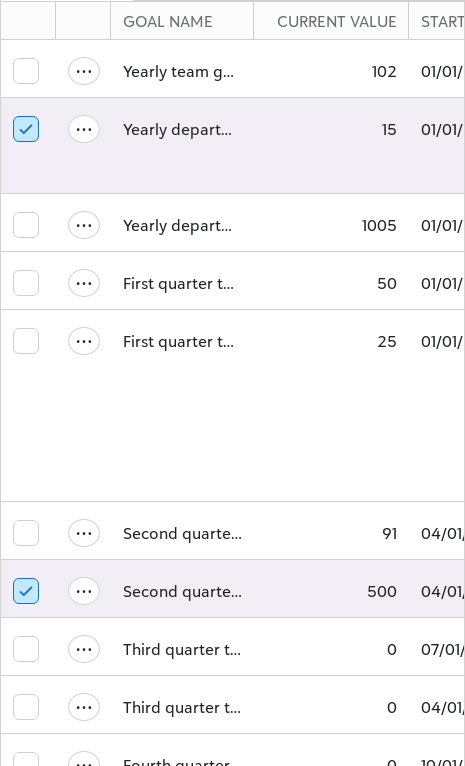 GOAL NAME CURRENT VALUE START
Yearly team g... 102 01/01/
Yearly depart... 15 01/01/
Yearly depart... 1005 01/01/
First quarter t... 50 01/01/
First quarter t... 25 01/01/
Second quarte... 91 04/01/
Second quarte... 500 04/01/
Third quarter t... 0 07/01/
Third quarter t... 0 04/01/
Fourth quarter 0 10/01/